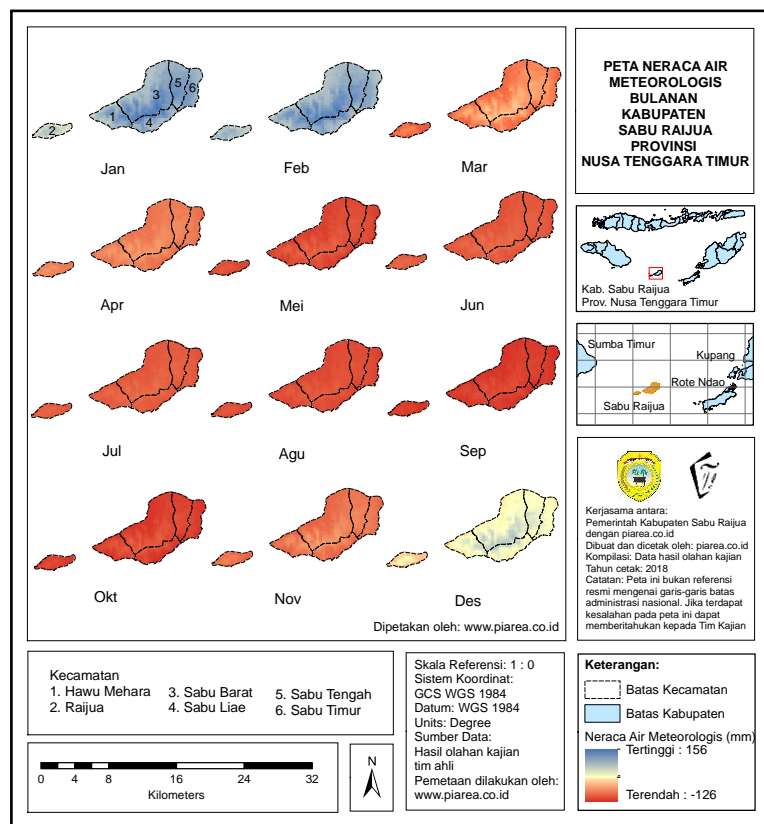 PETA NERACA AIR
METEOROLOGIS
BULANAN
KABUPATEN
SABU RAIJUA
PROVINSI
NUSA TENGGARA TIMUR
1
2
3
4
5
6
Jan
Feb
Mar
Apr
Mei
Jun
Jul
Agu
Sep
Okt
Nov
Des
Dipetakan oleh: www.piarea.co.id
Kab. Sabu Raijua
Prov. Nusa Tenggara Timur
Sumba Timur
Kupang
Rote Ndao
Sabu Raijua
Kerjasama antara:
Pemerintah Kabupaten Sabu Raijua
dengan piarea.co.id
Dibuat dan dicetak oleh: piarea.co.id
Kompilasi: Data hasil olahan kajian
Tahun cetak: 2018
Catatan: Peta ini bukan referensi
resmi mengenai garis-garis batas
administrasi nasional. Jika terdapat
kesalahan pada peta ini dapat
memberitahukan kepada Tim Kajian
Kecamatan
1. Hawu Mehara 3. Sabu Barat 5. Sabu Tengah
2. Raijua 4. Sabu Liae 6. Sabu Timur
0 4 8 16 24 32
Kilometers
N
Skala Referensi: 1 : 0
Sistem Koordinat:
GCS WGS 1984
Datum: WGS 1984
Units: Degree
Sumber Data:
Hasil olahan kajian
tim ahli
Pemetaan dilakukan oleh:
www.piarea.co.id
Keterangan:
Batas Kecamatan
Batas Kabupaten
Neraca Air Meteorologis (mm)
Tertinggi : 156
Terendah : -126